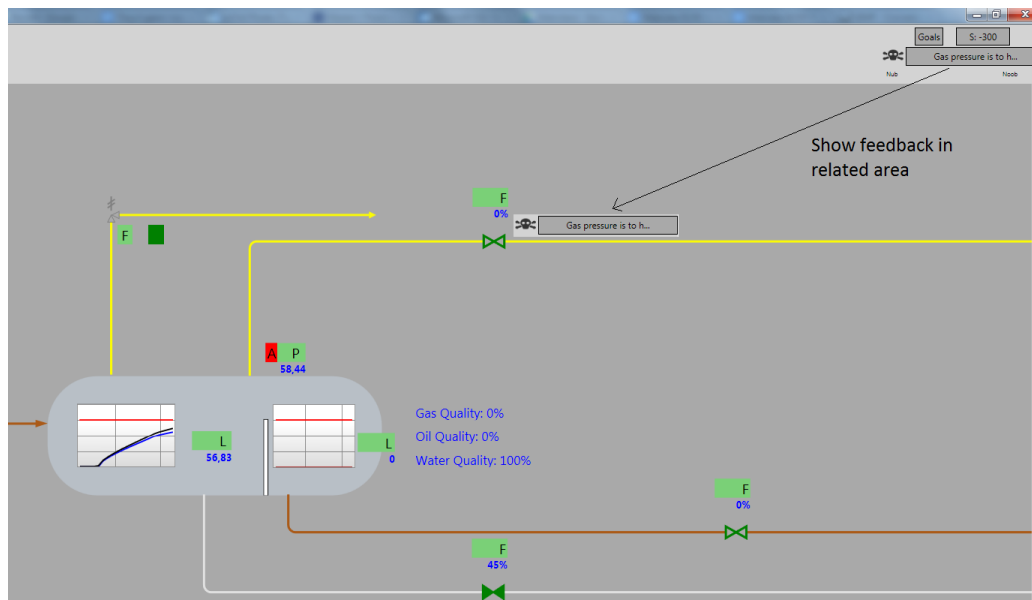 Goals
S: -300
Gas pressure is to h...
Nub
Noob
Show feedback in
related area
F
0%
Gas pressure is to h...
F
A P
58,44
Gas Quality: 0%
L
L
Oil Quality: 0%
56,83
0
Water Quality: 100%
F
0%
F
45%